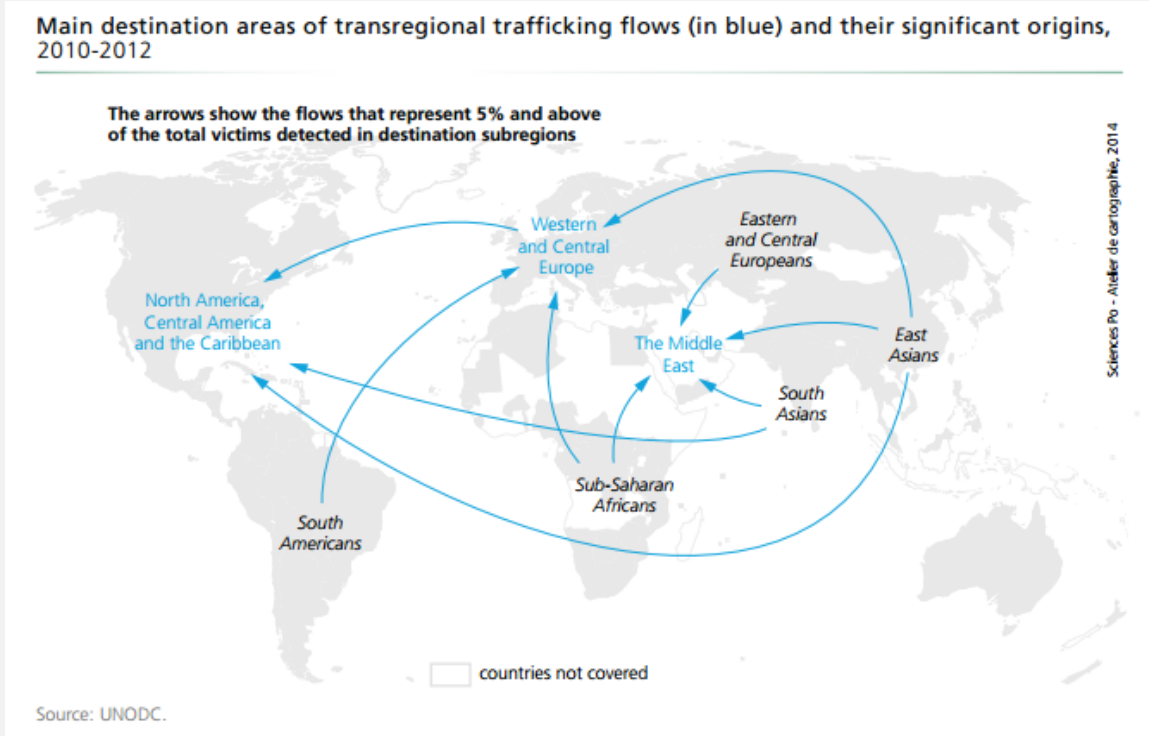 Main destination areas of transregional trafficking flows (in blue) and their significant origins,
2010-2012
The arrows show the flows that represent 5% and above
of the total victims detected in destination subregions
Sciences Po - Atelier de cartographie, 2014
Western
and Central
Europe
Eastern
and Central
Europeans
North America,
Central America
and the Caribbean
The Middle
East
East
Asians
South
Asians
Sub-Saharan
Africans
South
Americans
countries not covered
Source: UNODC.